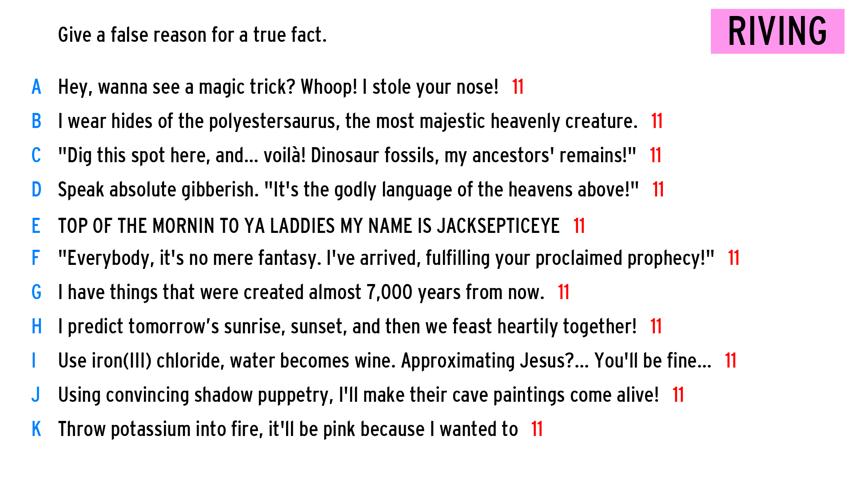 Give a false reason for a true fact.
RIVING
A Hey, wanna see a magic trick? Whoop! I stole your nose! 11
B I wear hides of the polyestersaurus, the most majestic heavenly creature. 11
C "Dig this spot here, and... voilà! Dinosaur fossils, my ancestors' remains!" 11
D Speak absolute gibberish. "It's the godly language of the heavens above!" 11
E TOP OF THE MORNIN TO YA LADDIES MY NAME IS JACKSEPTICEYE 11
F "Everybody, it's no mere fantasy. I've arrived, fulfilling your proclaimed prophecy!" 11
G I have things that were created almost 7,000 years from now. 11
H I predict tomorrow’s sunrise, sunset, and then we feast heartily together! 11
I Use iron(III) chloride, water becomes wine. Approximating Jesus?... You'll be fine... 11
J Using convincing shadow puppetry, I'll make their cave paintings come alive! 11
K Throw potassium into fire, it'll be pink because I wanted to 11